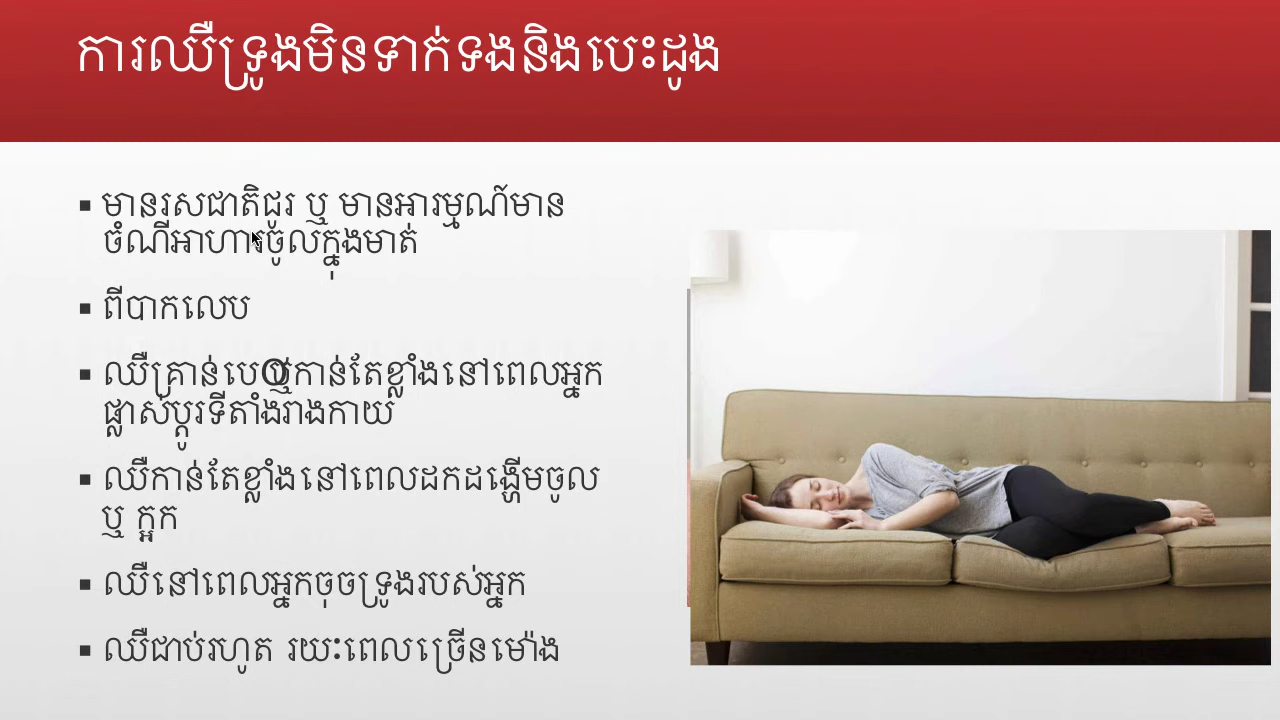 ការឈឺទ្រូងមិនទាក់ទងនិងបេះដូង
▪ មានរសជាតិជូរ ឬ មានអារម្មណ៍មាន
ចំណីអាហារចូលក្នុងមាត់
▪ ពីបាកលេប
▪ ឈឺគ្រាន់បេ ឬកាន់តែខ្លាំងនៅពេលអ្នក
ផ្លាស់ប្តូរទីតាំងរាងកាយ
▪ ឈឺកាន់តែខ្លាំងនៅពេលដកដង្ហើមចូល
ឬ ក្អក
▪ ឈឺនៅពេលអ្នកចុចទ្រូងរបស់អ្នក
▪ ឈឺជាប់រហូត រយៈពេលច្រើនម៉ោង